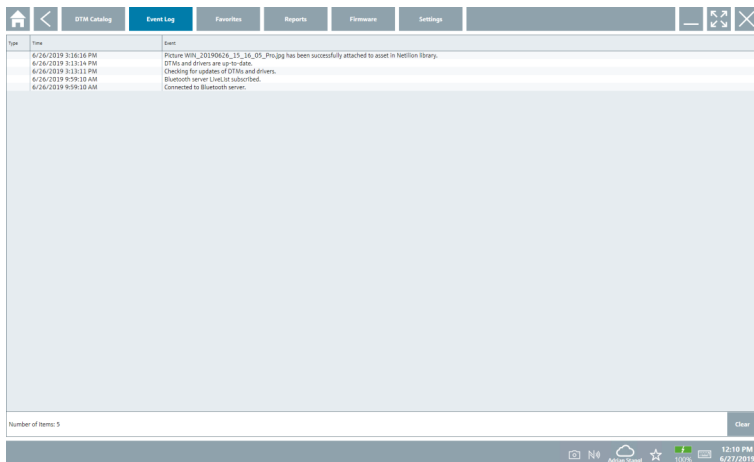 DTM Catalog Event Log Favorites Reports Firmware Settings
Type Time Event
6/26/2019 3:16:16 PM Picture WIN_20190626_15_16_05_Pro.jpg has been successfully attached to asset in Netilion library.
6/26/2019 3:13:14 PM DTMs and drivers are up-to-date.
6/26/2019 3:13:11 PM Checking for updates of DTMs and drivers.
6/26/2019 9:59:10 AM Bluetooth server LiveList subscribed.
6/26/2019 9:59:10 AM Connected to Bluetooth server.
Number of items: 5 Clear
100% 12:10 PM
6/27/2019